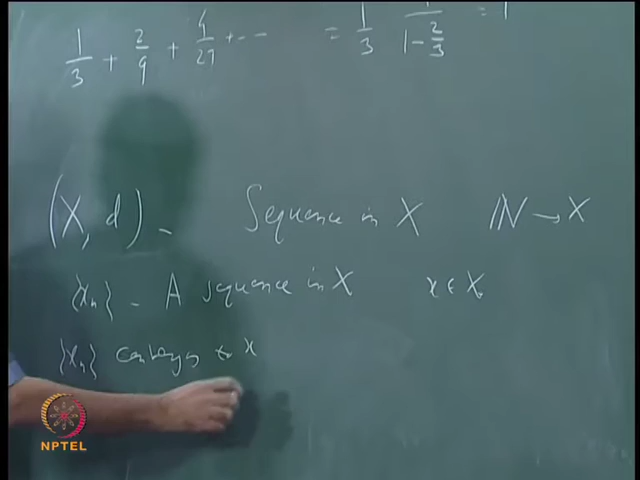 1/3 + 2/9 + 4/27 + --- = 1/3 1/(1 - 2/3) = 1
(X, d) - Sequence in X ℕ → X
{xₙ} - A sequence in X x ∈ X
{xₙ} converges to x
NPTEL